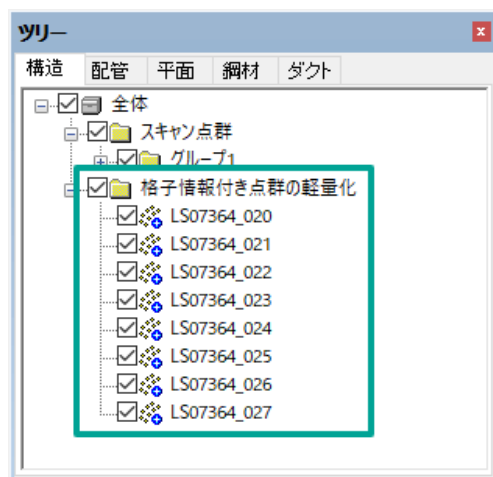 ツリー
構造 配管 平面 鋼材 ダクト
全体
スキャン点群
グループ1
格子情報付き点群の軽量化
LS07364_020
LS07364_021
LS07364_022
LS07364_023
LS07364_024
LS07364_025
LS07364_026
LS07364_027